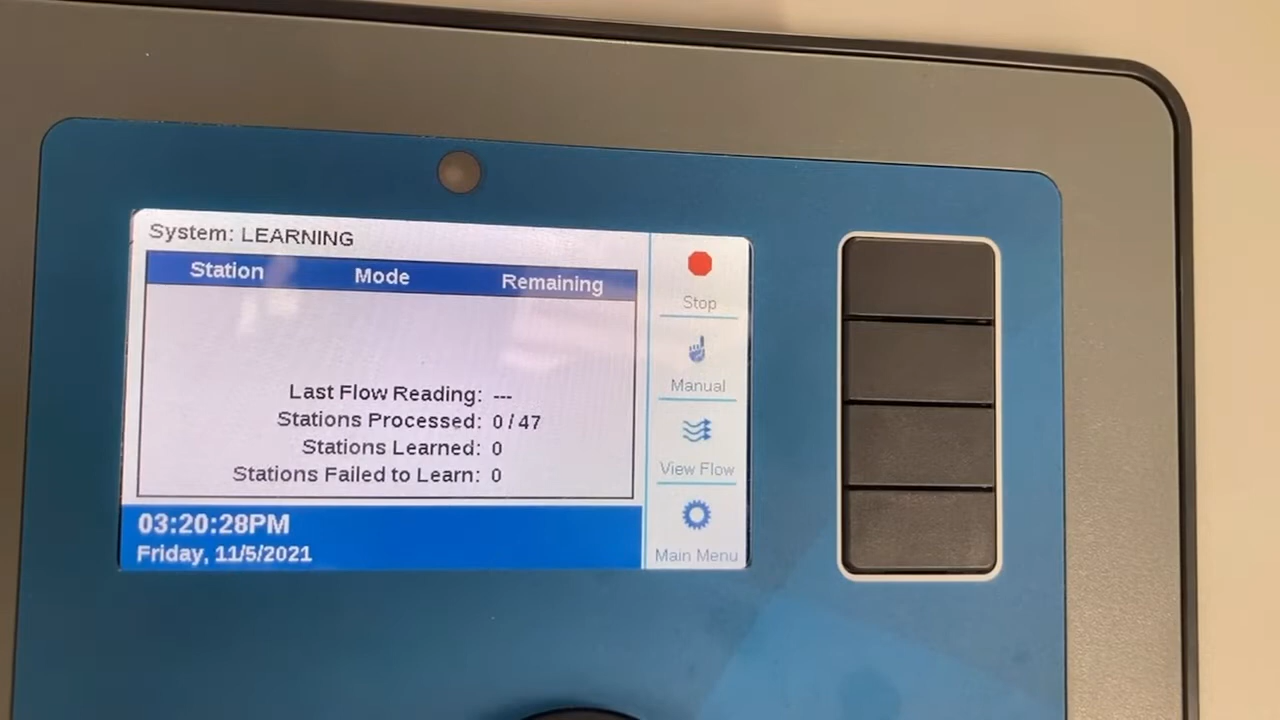 System: LEARNING
Station Mode Remaining
Last Flow Reading: ---
Stations Processed: 0 / 47
Stations Learned: 0
Stations Failed to Learn: 0
03:20:28PM
Friday, 11/5/2021
Stop
Manual
View Flow
Main Menu